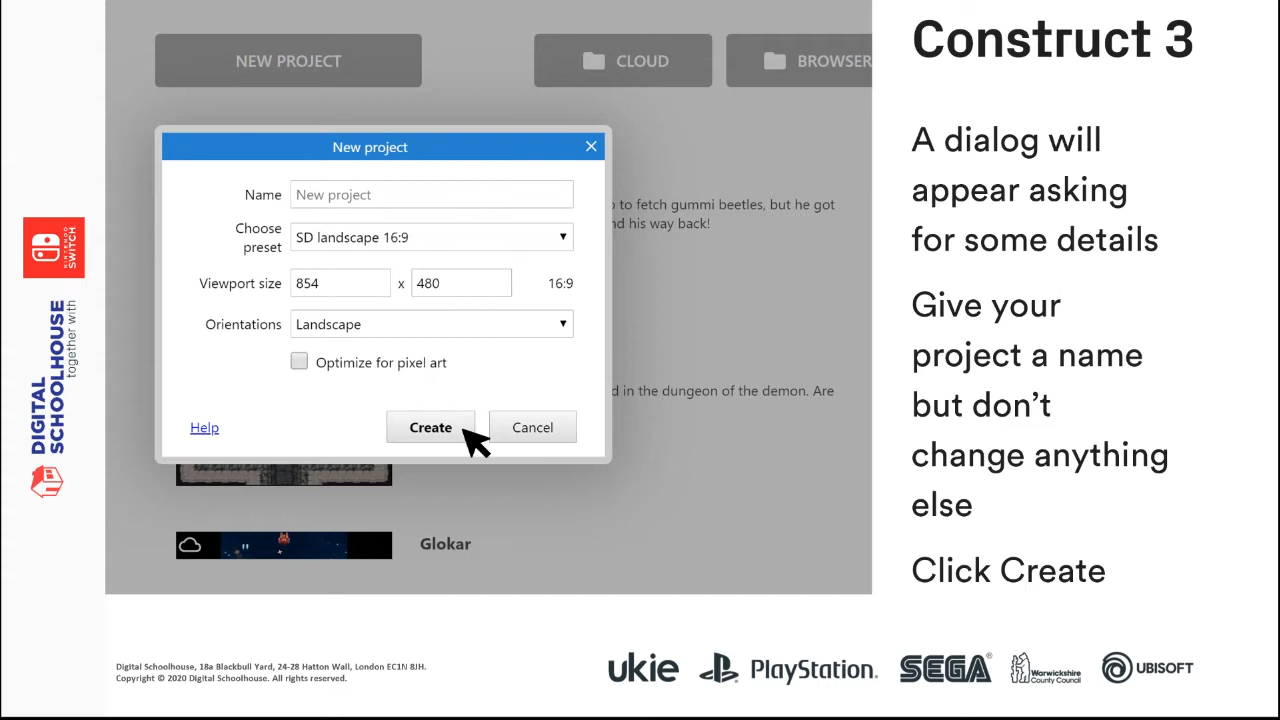 Construct 3
NEW PROJECT
CLOUD
BROWSER
New project
Name
New project
to fetch gummi beetles, but he got
nd his way back!
Choose
preset
SD landscape 16:9
Viewport size
854
x
480
16:9
Orientations
Landscape
Optimize for pixel art
d in the dungeon of the demon. Are
Help
Create
Cancel
Glokar
A dialog will
appear asking
for some details
Give your
project a name
but don't
change anything
else
Click Create
NINTENDO
SWITCH
DIGITAL
SCHOOLHOUSE
together with
Digital Schoolhouse, 18a Blackbull Yard, 24-28 Hatton Wall, London EC1N 8JH.
Copyright © 2020 Digital Schoolhouse. All rights reserved.
ukie
PlayStation®
SEGA®
Warwickshire
County Council
UBISOFT